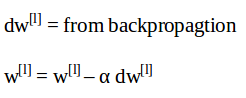 dw[l] = from backpropagtion
w[l] = w[l] – α dw[l]